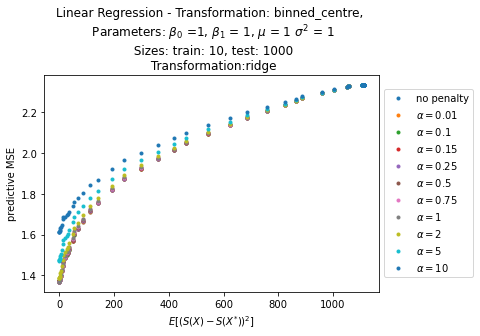 Linear Regression - Transformation: binned_centre,
Parameters: β₀ =1, β₁ = 1, μ = 1 σ² = 1
Sizes: train: 10, test: 1000
Transformation:ridge
predictive MSE
2.2
2.0
1.8
1.6
1.4
0
200
400
600
800
1000
E[(S(X) − S(X*))²]
no penalty
α = 0.01
α = 0.1
α = 0.15
α = 0.25
α = 0.5
α = 0.75
α = 1
α = 2
α = 5
α = 10